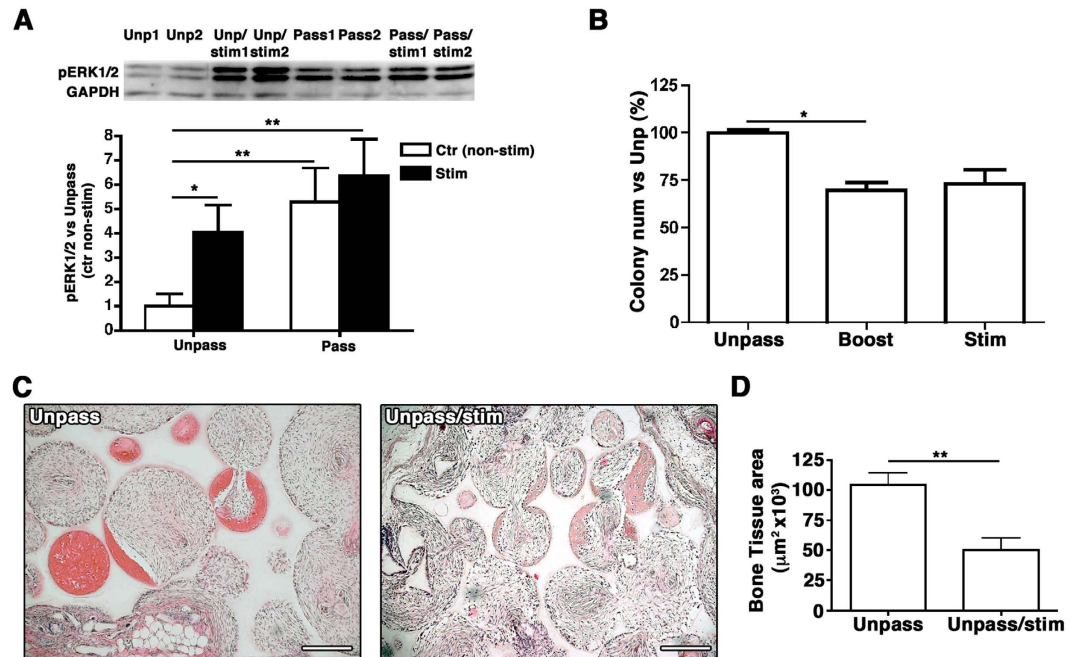 A
Unp1 Unp2 Unp/ Unp/ Pass1 Pass2 Pass/ Pass/
stim1 stim2 stim1 stim2
pERK1/2
GAPDH
8
7
6
5
4
3
2
1
0
pERK1/2 vs Unpass
(ctr non-stim)
**
**
*
Ctr (non-stim)
Stim
Unpass Pass
B
125
100
75
50
25
0
Colony num vs Unp (%)
*
Unpass Boost Stim
C
Unpass
Unpass/stim
D
125
100
75
50
25
0
Bone Tissue area
(μm² x10³)
**
Unpass Unpass/stim